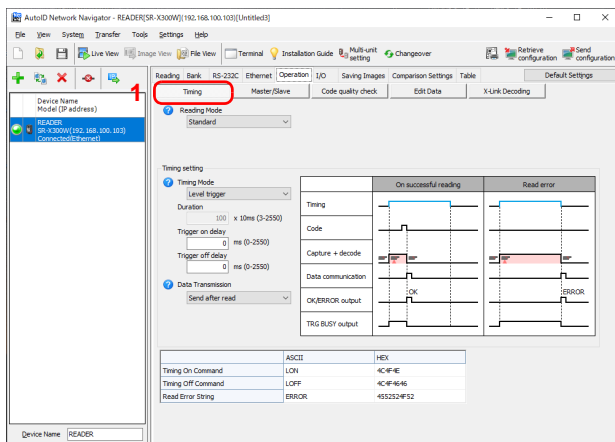 AutoID Network Navigator - READER[SR-X300W](192.168.100.103)[Untitled3]
File View System Transfer Tools Settings Help
Live View Image View File View Terminal Installation Guide Multi-unit setting Changeover Retrieve configuration Send configuration
Reading Bank RS-232C Ethernet Operation I/O Saving Images Comparison Settings Table Default Settings
1
Timing Master/Slave Code quality check Edit Data X-Link Decoding
Device Name
Model (IP address)
READER
SR-X300W(192.168.100.103)
Connected(Ethernet)
Reading Mode
Standard
Timing setting
Timing Mode
Level trigger
Duration
100 x 10ms (3-2550)
Trigger on delay
0 ms (0-2550)
Trigger off delay
0 ms (0-2550)
Data Transmission
Send after read
On successful reading Read error
Timing
Code
Capture + decode
Data communication
OK/ERROR output OK ERROR
TRG BUSY output
ASCII HEX
Timing On Command LON 4C4F4E
Timing Off Command LOFF 4C4F4646
Read Error String ERROR 4552524F52
Device Name READER